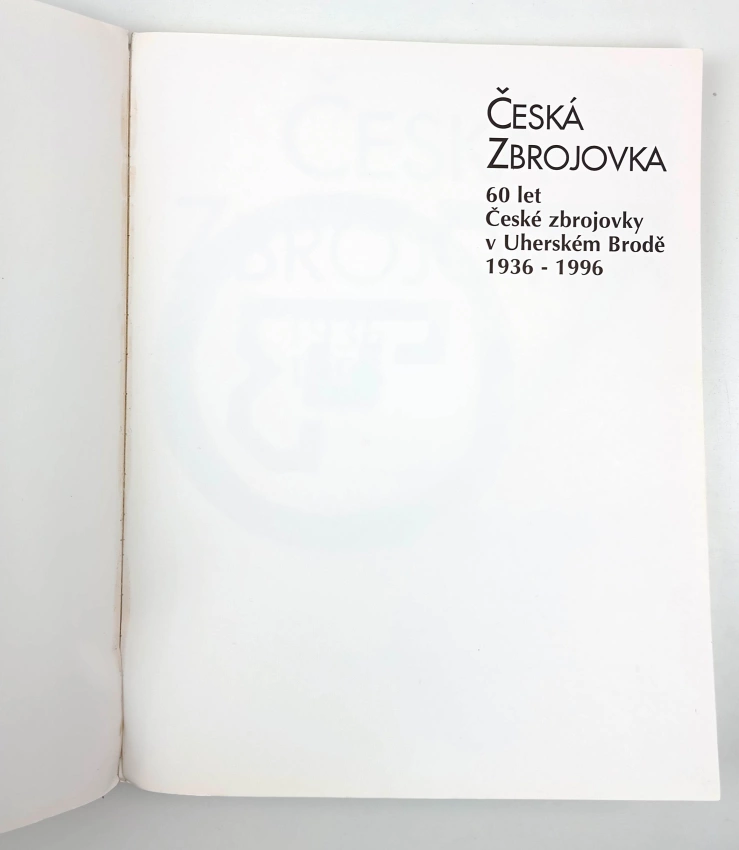 ČESKÁ
ZBROJOVKA
60 let
České zbrojovky
v Uherském Brodě
1936 - 1996